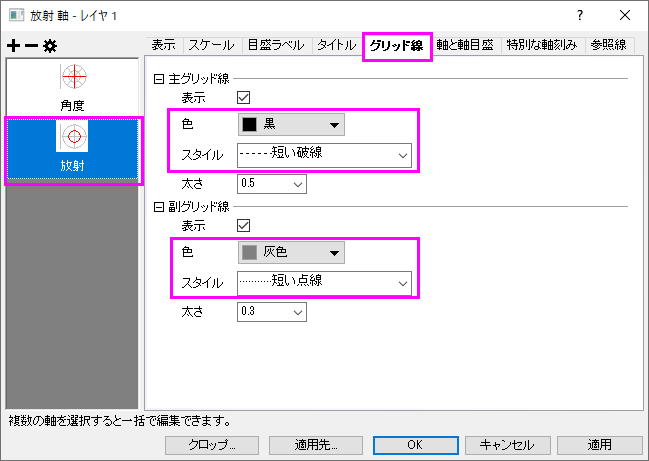 放射 軸 - レイヤ 1
表示 スケール 目盛ラベル タイトル グリッド線 軸と軸目盛 特別な軸刻み 参照線
角度
放射
主グリッド線
表示
色 黒
スタイル 短い破線
太さ 0.5
副グリッド線
表示
色 灰色
スタイル 短い点線
太さ 0.3
複数の軸を選択すると一括で編集できます。
クロップ... 適用先... OK キャンセル 適用